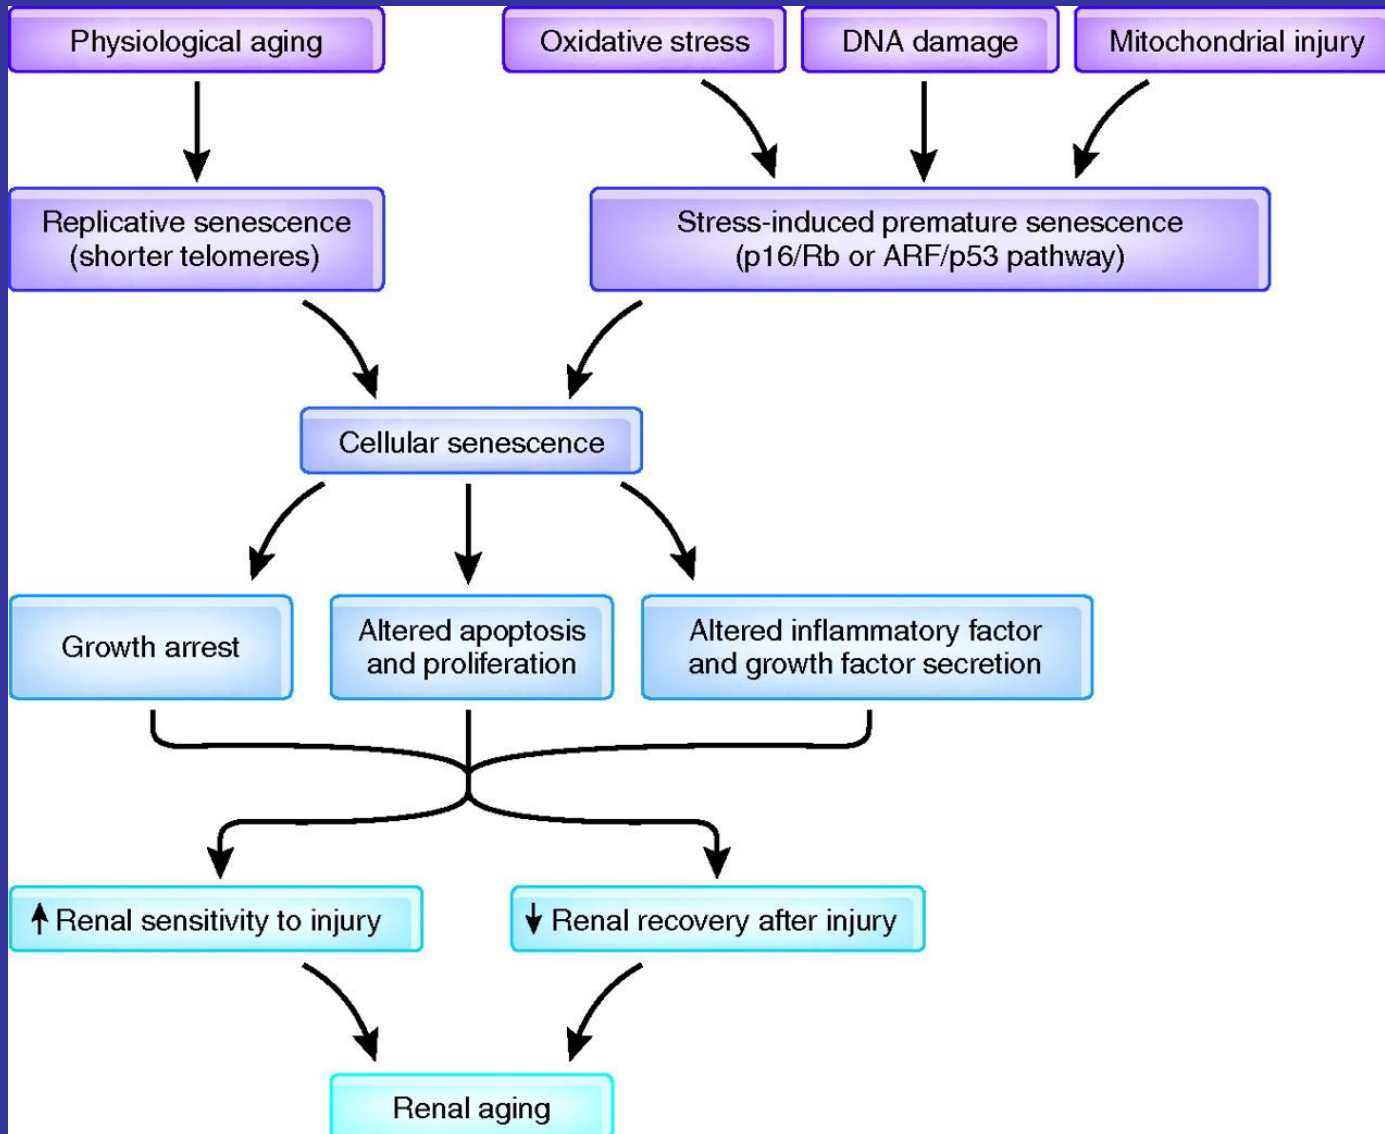 Physiological aging
Oxidative stress
DNA damage
Mitochondrial injury
Replicative senescence
(shorter telomeres)
Stress-induced premature senescence
(p16/Rb or ARF/p53 pathway)
Cellular senescence
Growth arrest
Altered apoptosis
and proliferation
Altered inflammatory factor
and growth factor secretion
↑ Renal sensitivity to injury
↓ Renal recovery after injury
Renal aging